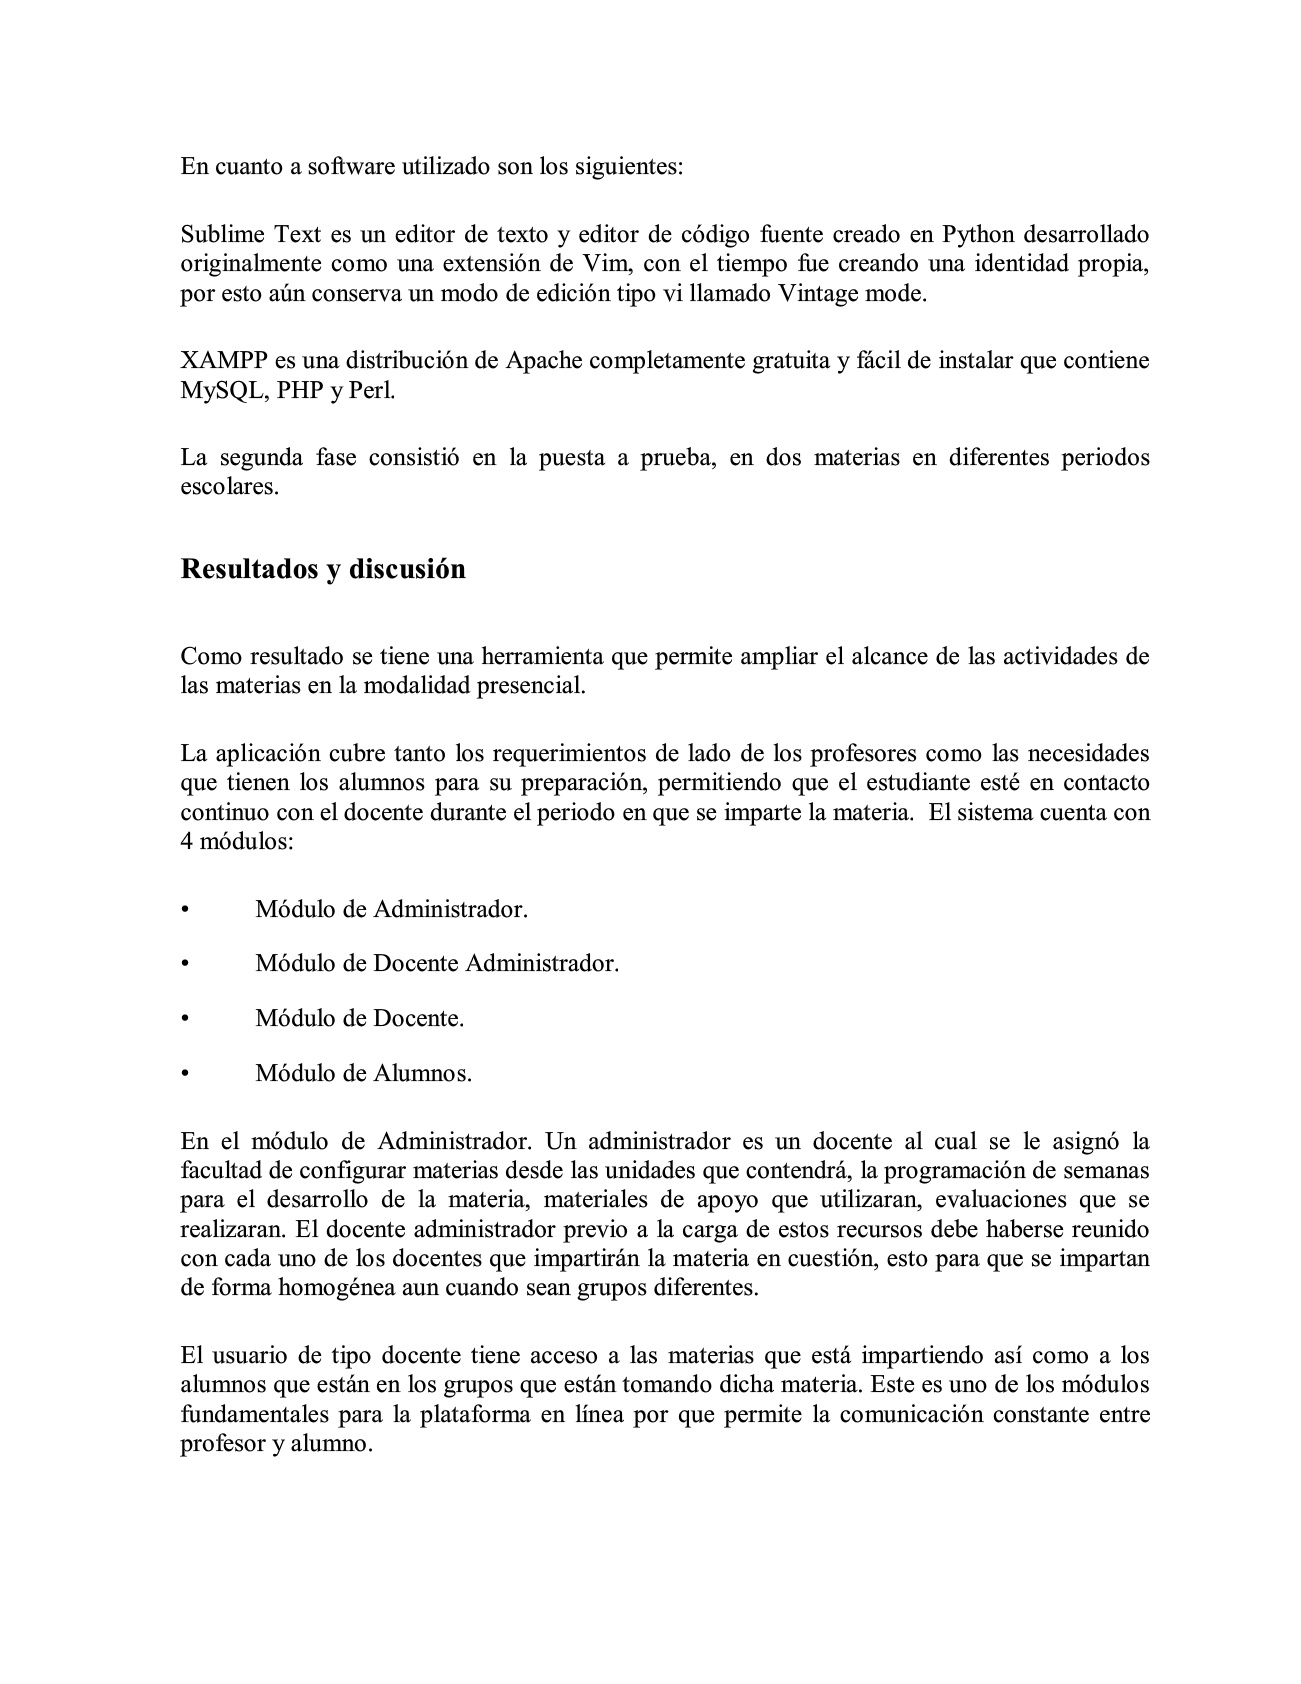 En cuanto a software utilizado son los siguientes:
Sublime Text es un editor de texto y editor de código fuente creado en Python desarrollado
originalmente como una extensión de Vim, con el tiempo fue creando una identidad propia,
por esto aún conserva un modo de edición tipo vi llamado Vintage mode.
XAMPP es una distribución de Apache completamente gratuita y fácil de instalar que contiene
MySQL, PHP y Perl.
La segunda fase consistió en la puesta a prueba, en dos materias en diferentes periodos
escolares.
Resultados y discusión
Como resultado se tiene una herramienta que permite ampliar el alcance de las actividades de
las materias en la modalidad presencial.
La aplicación cubre tanto los requerimientos de lado de los profesores como las necesidades
que tienen los alumnos para su preparación, permitiendo que el estudiante esté en contacto
continuo con el docente durante el periodo en que se imparte la materia.  El sistema cuenta con
4 módulos:
• Módulo de Administrador.
• Módulo de Docente Administrador.
• Módulo de Docente.
• Módulo de Alumnos.
En el módulo de Administrador. Un administrador es un docente al cual se le asignó la
facultad de configurar materias desde las unidades que contendrá, la programación de semanas
para el desarrollo de la materia, materiales de apoyo que utilizaran, evaluaciones que se
realizaran. El docente administrador previo a la carga de estos recursos debe haberse reunido
con cada uno de los docentes que impartirán la materia en cuestión, esto para que se impartan
de forma homogénea aun cuando sean grupos diferentes.
El usuario de tipo docente tiene acceso a las materias que está impartiendo así como a los
alumnos que están en los grupos que están tomando dicha materia. Este es uno de los módulos
fundamentales para la plataforma en línea por que permite la comunicación constante entre
profesor y alumno.